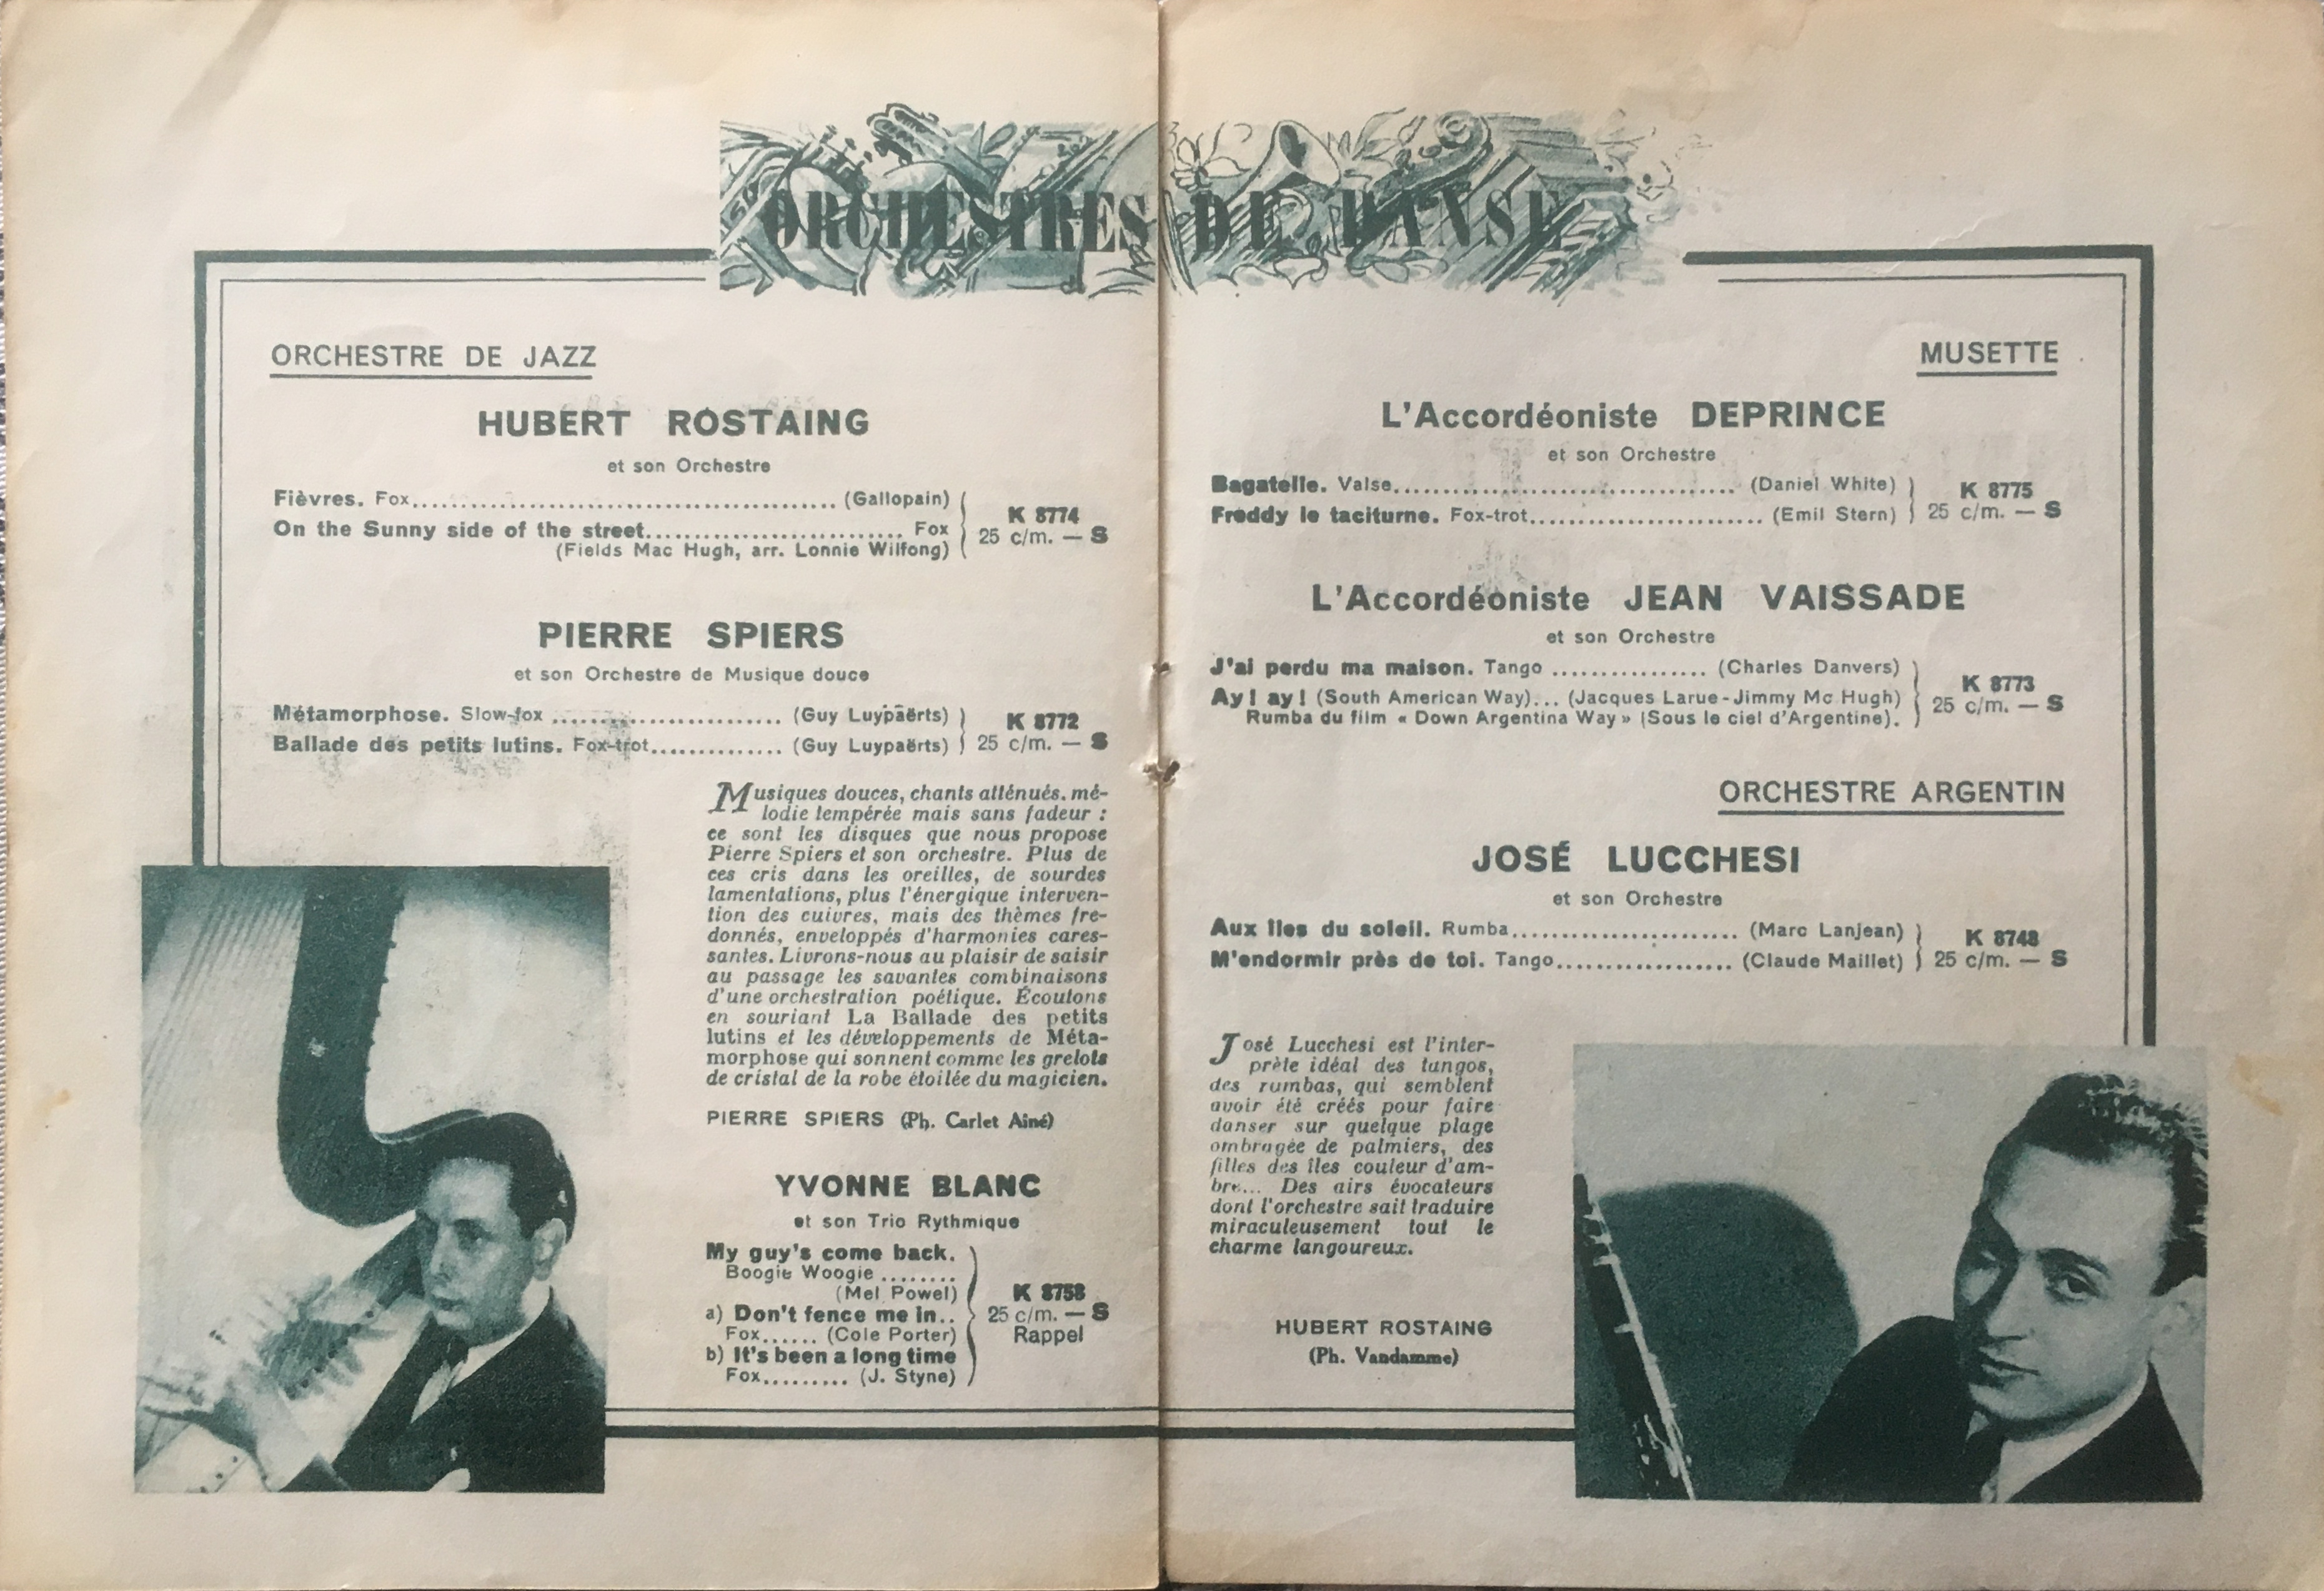 ORCHESTRES DE DANSE
ORCHESTRE DE JAZZ
HUBERT ROSTAING
et son Orchestre
Fièvres. Fox............................................. (Gallopain)
On the Sunny side of the street............................ Fox
(Fields Mac Hugh, arr. Lonnie Wilfong)
K 8774
25 c/m. — S
PIERRE SPIERS
et son Orchestre de Musique douce
Métamorphose. Slow-fox ........................ (Guy Luypaërts)
Ballade des petits lutins. Fox-trot.............. (Guy Luypaërts)
K 8772
25 c/m. — S
Musiques douces, chants atténués, mé-
lodie tempérée mais sans fadeur :
ce sont les disques que nous propose
Pierre Spiers et son orchestre. Plus de
ces cris dans les oreilles, de sourdes
lamentations, plus l'énergique interven-
tion des cuivres, mais des thèmes fre-
donnés, enveloppés d'harmonies cares-
santes. Livrons-nous au plaisir de saisir
au passage les savantes combinaisons
d'une orchestration poétique. Écoutons
en souriant La Ballade des petits
lutins et les développements de Méta-
morphose qui sonnent comme les grelots
de cristal de la robe étoilée du magicien.
PIERRE SPIERS (Ph. Carlet Ainé)
YVONNE BLANC
et son Trio Rythmique
My guy's come back.
Boogie Woogie ........
(Mel Powel)
a) Don't fence me in..
Fox...... (Cole Porter)
b) It's been a long time
Fox......... (J. Styne)
K 8758
25 c/m. — S
Rappel
MUSETTE
L'Accordéoniste DEPRINCE
et son Orchestre
Bagatelle. Valse.................................... (Daniel White)
Freddy le taciturne. Fox-trot......................... (Emil Stern)
K 8775
25 c/m. — S
L'Accordéoniste JEAN VAISSADE
et son Orchestre
J'ai perdu ma maison. Tango ................ (Charles Danvers)
Ay! ay! (South American Way)... (Jacques Larue-Jimmy Mc Hugh)
Rumba du film « Down Argentina Way » (Sous le ciel d'Argentine).
K 8773
25 c/m. — S
ORCHESTRE ARGENTIN
JOSÉ LUCCHESI
et son Orchestre
Aux îles du soleil. Rumba........................ (Marc Lanjean)
M'endormir près de toi. Tango................... (Claude Maillet)
K 8748
25 c/m. — S
José Lucchesi est l'inter-
prète idéal des tangos,
des rumbas, qui semblent
avoir été créés pour faire
danser sur quelque plage
ombragée de palmiers, des
filles des îles couleur d'am-
bre... Des airs évocateurs
dont l'orchestre sait traduire
miraculeusement tout le
charme langoureux.
HUBERT ROSTAING
(Ph. Vandamme)